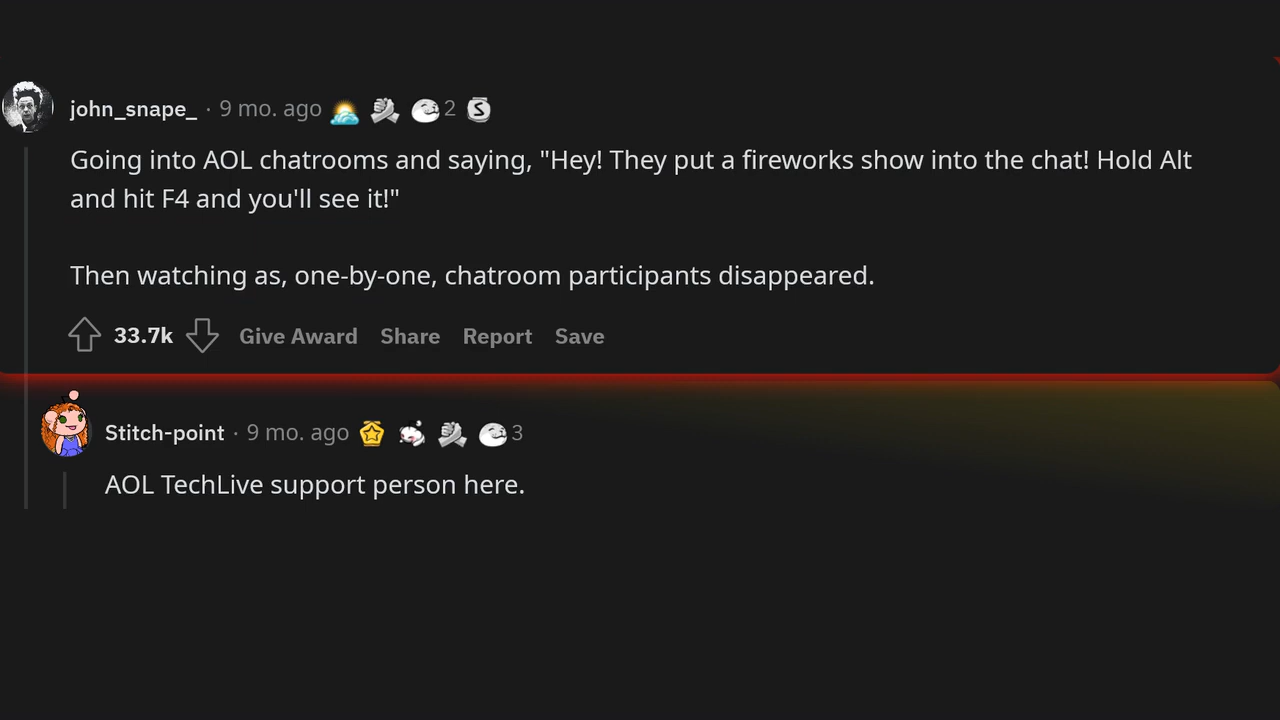 john_snape_ · 9 mo. ago 2
Going into AOL chatrooms and saying, "Hey! They put a fireworks show into the chat! Hold Alt
and hit F4 and you'll see it!"
Then watching as, one-by-one, chatroom participants disappeared.
33.7k Give Award Share Report Save
Stitch-point · 9 mo. ago 3
AOL TechLive support person here.